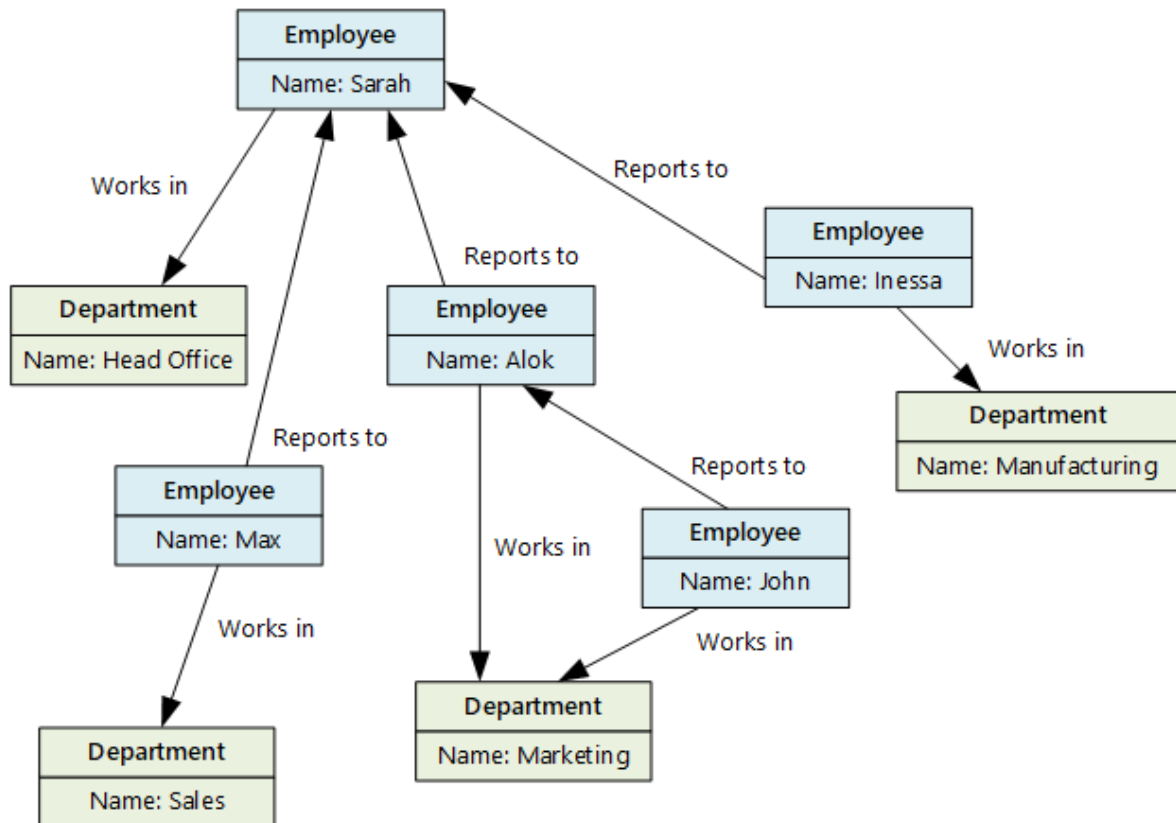 Employee
Name: Sarah
Works in
Reports to
Employee
Name: Inessa
Reports to
Department
Name: Head Office
Employee
Name: Alok
Works in
Department
Name: Manufacturing
Reports to
Employee
Name: Max
Reports to
Employee
Name: John
Works in
Works in
Works in
Department
Name: Marketing
Department
Name: Sales